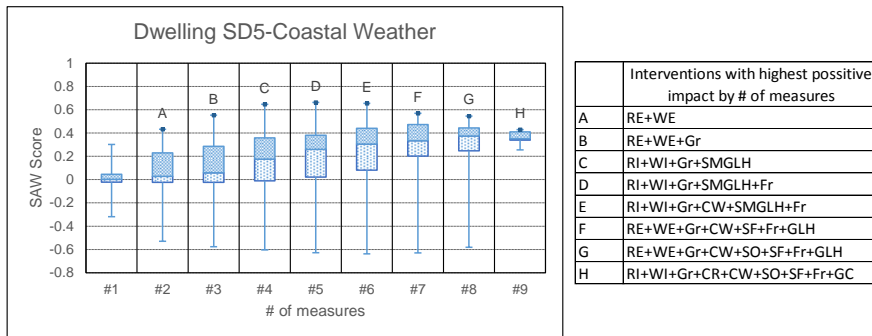 Dwelling SD5-Coastal Weather
1
0.8
0.6
0.4
0.2
0
-0.2
-0.4
-0.6
-0.8
SAW Score
A
B
C
D
E
F
G
H
#1 #2 #3 #4 #5 #6 #7 #8 #9
# of measures
Interventions with highest possitive
impact by # of measures
A RE+WE
B RE+WE+Gr
C RI+WI+Gr+SMGLH
D RI+WI+Gr+SMGLH+Fr
E RI+WI+Gr+CW+SMGLH+Fr
F RE+WE+Gr+CW+SF+Fr+GLH
G RE+WE+Gr+CW+SO+SF+Fr+GLH
H RI+WI+Gr+CR+CW+SO+SF+Fr+GC